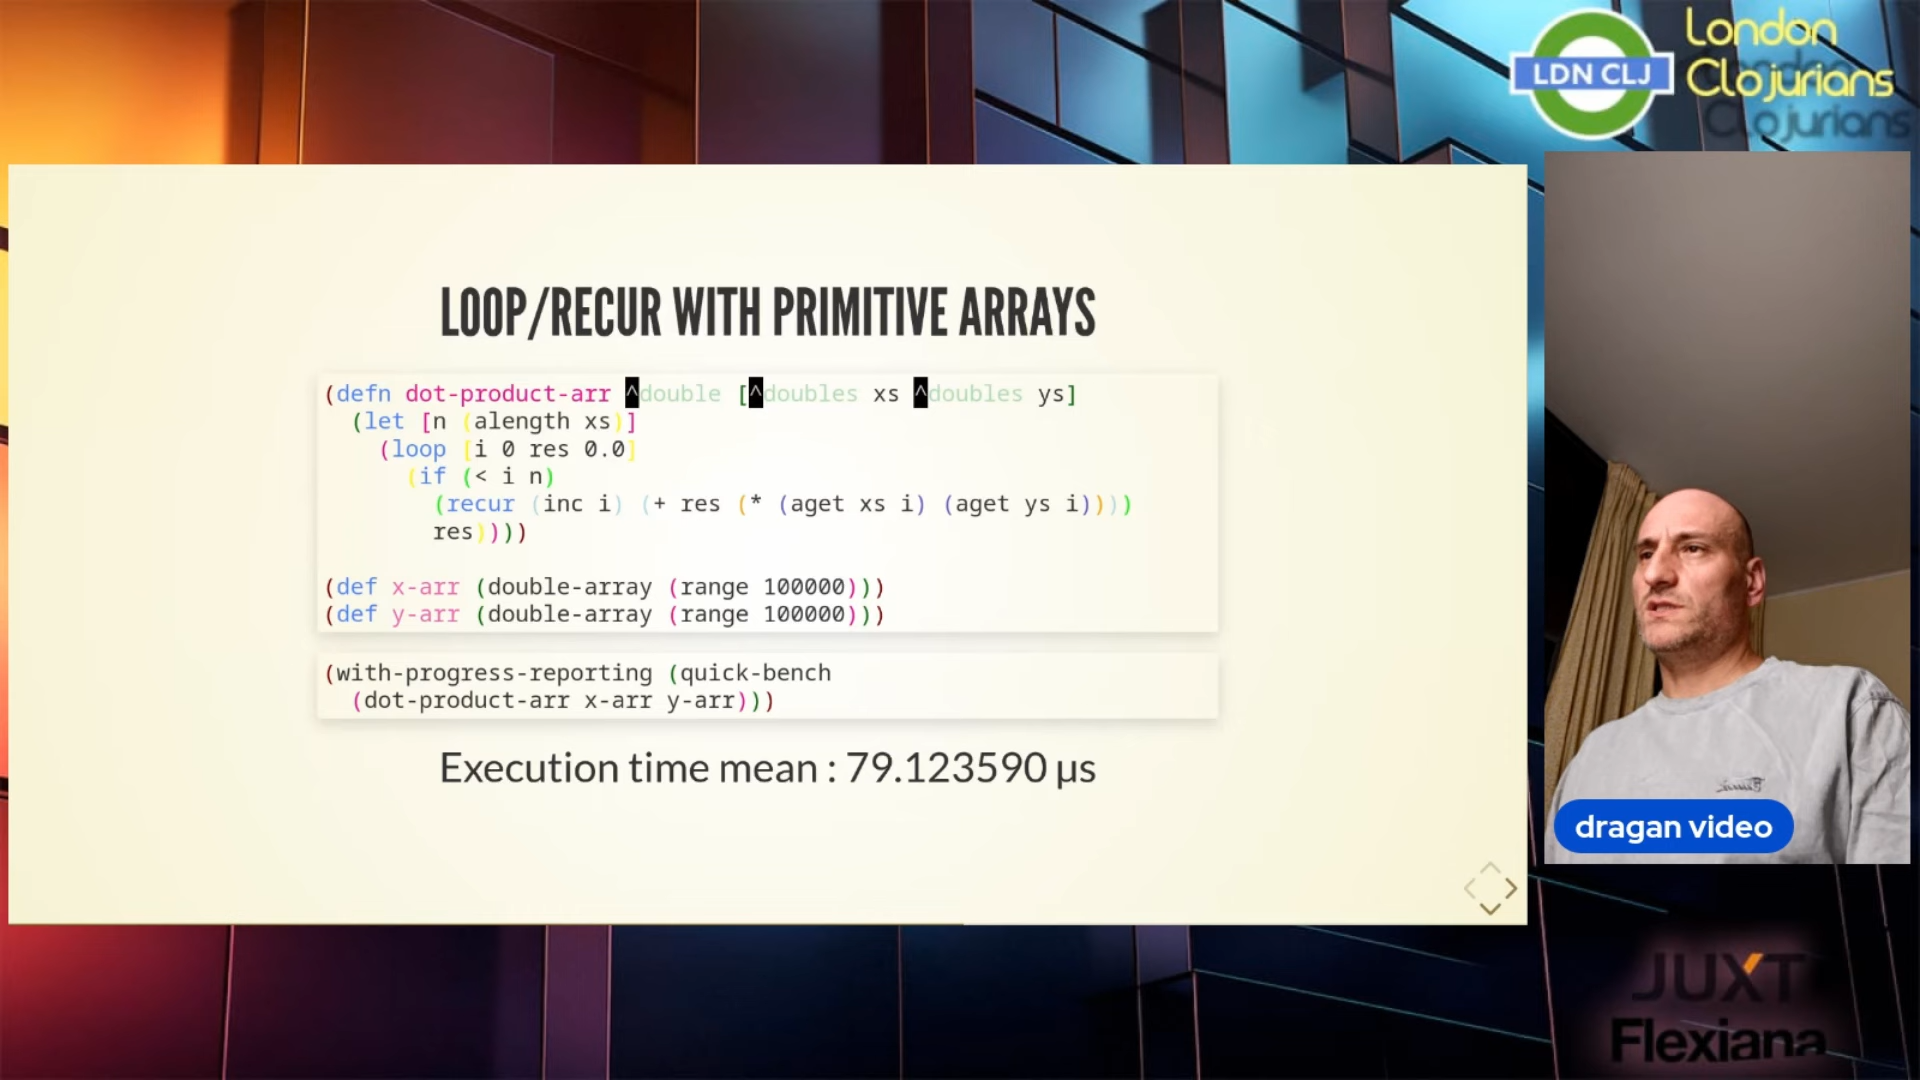 London
LDN CLJ
Clojurians
Clojurians
LOOP/RECUR WITH PRIMITIVE ARRAYS
(defn dot-product-arr ^double [^doubles xs ^doubles ys]
  (let [n (alength xs)]
    (loop [i 0 res 0.0]
      (if (< i n)
        (recur (inc i) (+ res (* (aget xs i) (aget ys i))))
        res))))
(def x-arr (double-array (range 100000)))
(def y-arr (double-array (range 100000)))
(with-progress-reporting (quick-bench
  (dot-product-arr x-arr y-arr)))
Execution time mean : 79.123590 µs
dragan video
JUXT
Flexiana